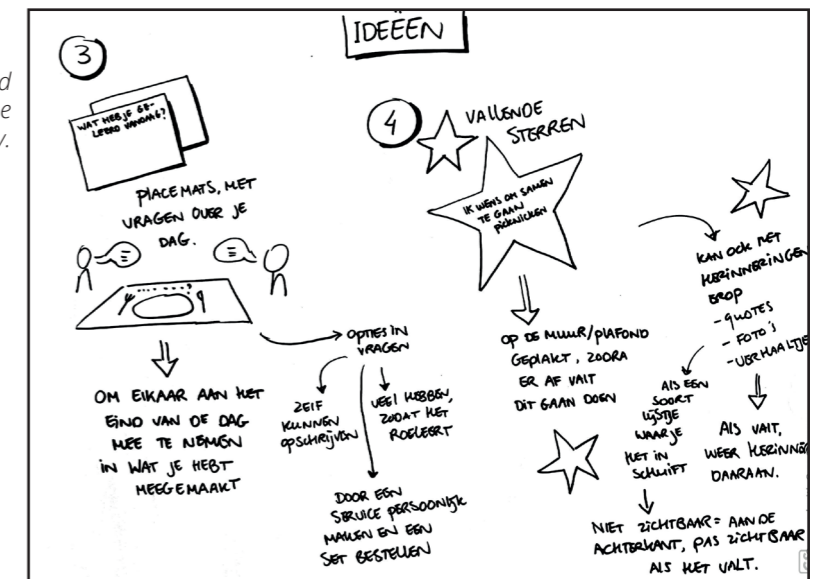 IDEEËN
3
WAT HEB JE GE-
LEERD VANDAAG?
PLACEMATS, MET
VRAGEN OVER JE
DAG.
OM ELKAAR AAN HET
EIND VAN DE DAG
MEE TE NEMEN
IN WAT JE HEBT
MEEGEMAAKT
OPTIES IN
VRAGEN
ZELF
KUNNEN
OPSCHRIJVEN
VEEL HEBBEN,
ZODAT HET
ROELEERT
DOOR EEN
SERVICE PERSOONLIJK
MAKEN EN EEN
SET BESTELLEN
4
VALLENDE
STERREN
IK WENS OM SAMEN
TE GAAN
PICKNICKEN
OP DE MUUR/PLAFOND
GEPLAKT, ZODRA
ER AF VALT
DIT GAAN DOEN
KAN OOK MET
HERINNERINGEN
EROP
- QUOTES
- FOTO'S
- VERHAALTJE
ALS EEN
SOORT
LIJSTJE
WAAR JE
HET IN
SCHUIFT
NIET ZICHTBAAR = AAN DE
ACHTERKANT, PAS ZICHTBAAR
ALS HET VALT.
ALS VALT,
WEER HERINNE
DAARAAN.
d
e
v.